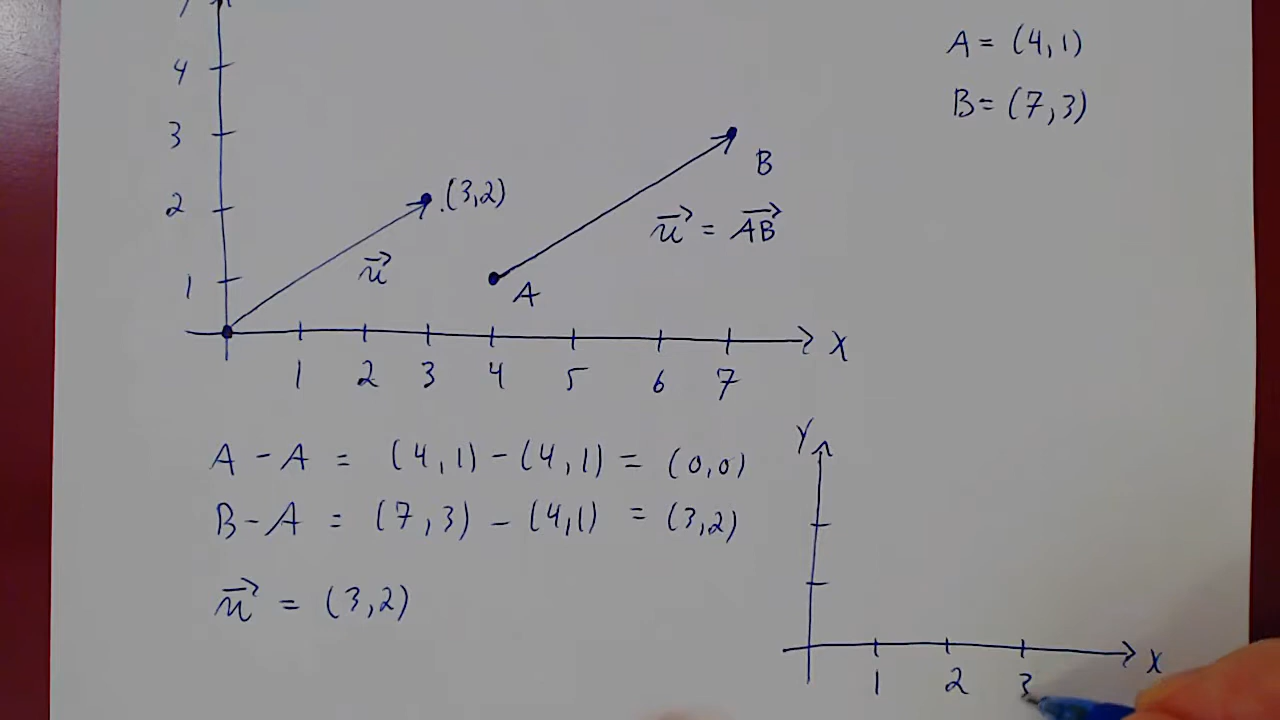 A = (4,1)
B = (7,3)
4
3
2
1
(3,2)
u⃗
B
u⃗ = A⃗B⃗
A
1 2 3 4 5 6 7
X
A - A = (4,1) - (4,1) = (0,0)
B - A = (7,3) - (4,1) = (3,2)
u⃗ = (3,2)
Y
X
1 2 3